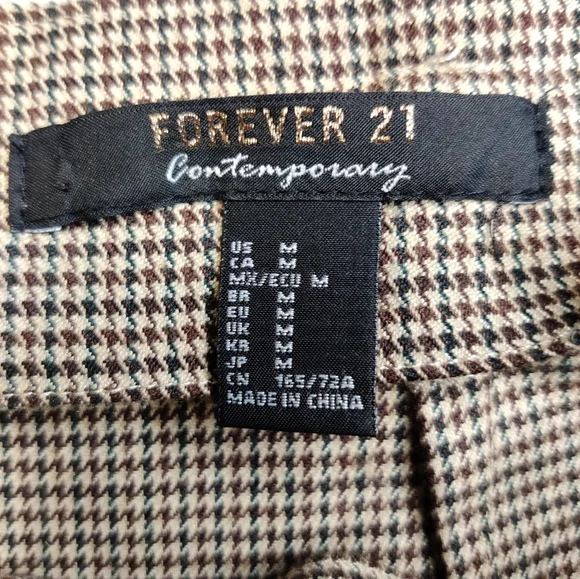 FOREVER 21
Contemporary
US M
CA M
MX/ECU M
BR M
EU M
UK M
KR M
JP M
CN 165/72A
MADE IN CHINA